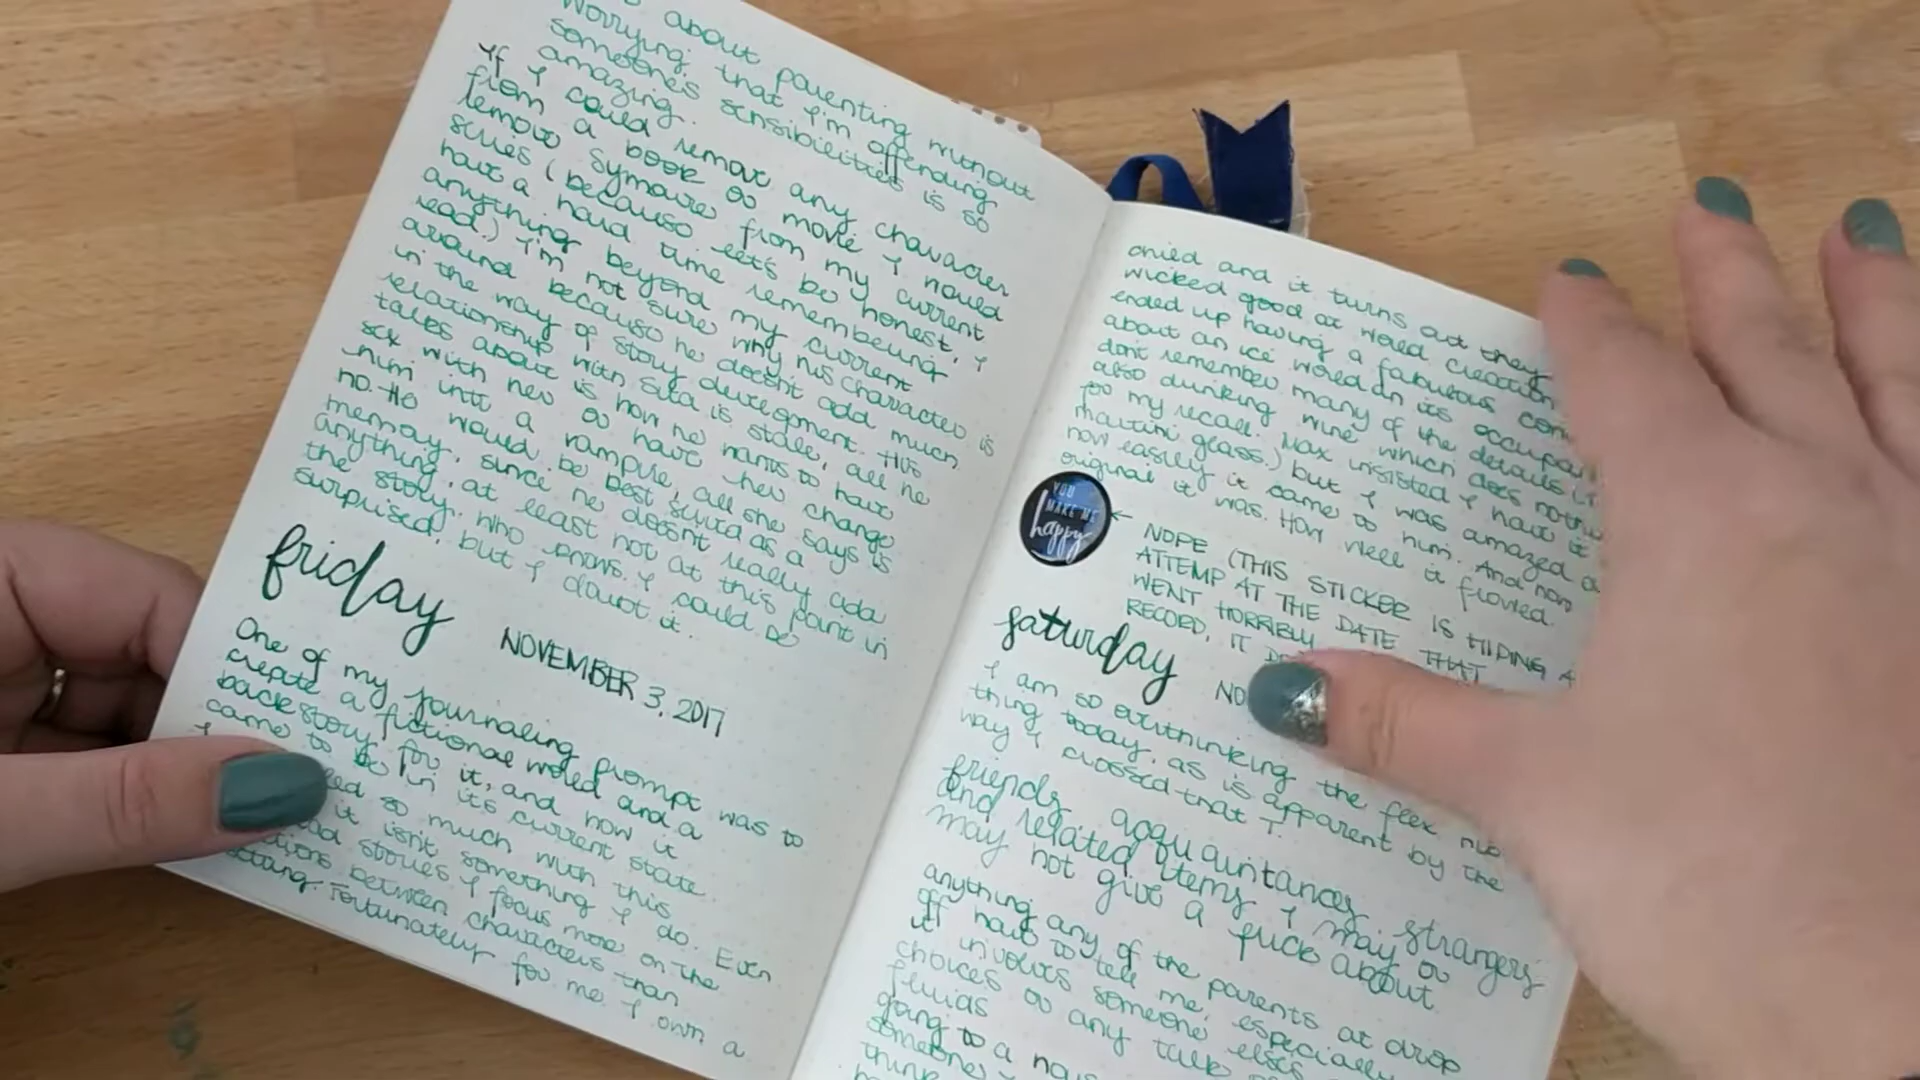 about parenting without
worrying that I'm offending
someone's sensibilities is so
amazing.
If I could remove any character
from a book or movie I would
remove Symoure from my current
series (because let's be honest, I
have a hard time remembering
anything beyond my current
read.) I'm not sure why his character is
around because he doesn't add much
in the way of story development. His
relationship with Sita is stale, all he
talks about is how he wants to have
sex with her or have her change
him into a vampire, all she says is
no. He would be best suited as a
memory, since he doesn't really add
anything, at least not at this point in
the story. Who knows. I could be
surprised, but I doubt it.
friday
NOVEMBER 3, 2017
One of my journaling prompt was to
create a fictional world and a
backstory for it, and how it
came to be in its current state.
so much with this
it isn't something I do. Even
stories I focus more on the
between characters than
Fortunately for me I own a
and it turns out they
wicked good at world creation
ended up having a fabulous
about an ice world in its
don't remember many of the details
also drinking wine which does
for my recall. Max insisted I have it
martini glass.) but I was amazed
how easily it came to him. And how
original it was. How well it flowed.
YOU
MAKE ME
happy
NOPE (THIS STICKER IS HIDING A
ATTEMP AT THE DATE THAT
WENT HORRIBLY
RECORD, IT
saturday
NO
I am so overthinking the flex nib
thing today, as is apparent by the
way I crossed that T.
friends, acquaintances, strangers
and related items I may or
may not give a fuck about
anything any of the parents at drop
off have to tell me, especially
it involves someone else's
choices or any talk
fluids
going to a
someone
think